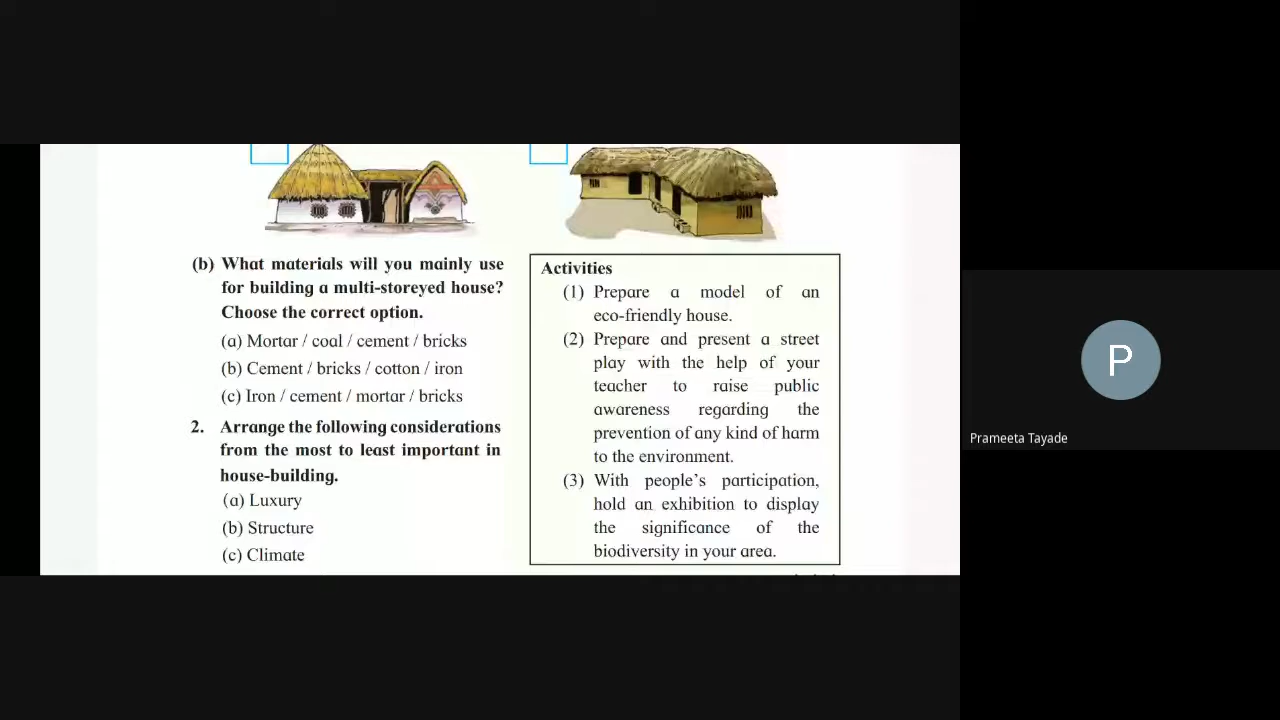 (b) What materials will you mainly use
for building a multi-storeyed house?
Choose the correct option.
(a) Mortar / coal / cement / bricks
(b) Cement / bricks / cotton / iron
(c) Iron / cement / mortar / bricks
2. Arrange the following considerations
from the most to least important in
house-building.
(a) Luxury
(b) Structure
(c) Climate
Activities
(1) Prepare a model of an
eco-friendly house.
(2) Prepare and present a street
play with the help of your
teacher to raise public
awareness regarding the
prevention of any kind of harm
to the environment.
(3) With people's participation,
hold an exhibition to display
the significance of the
biodiversity in your area.
P
Prameeta Tayade